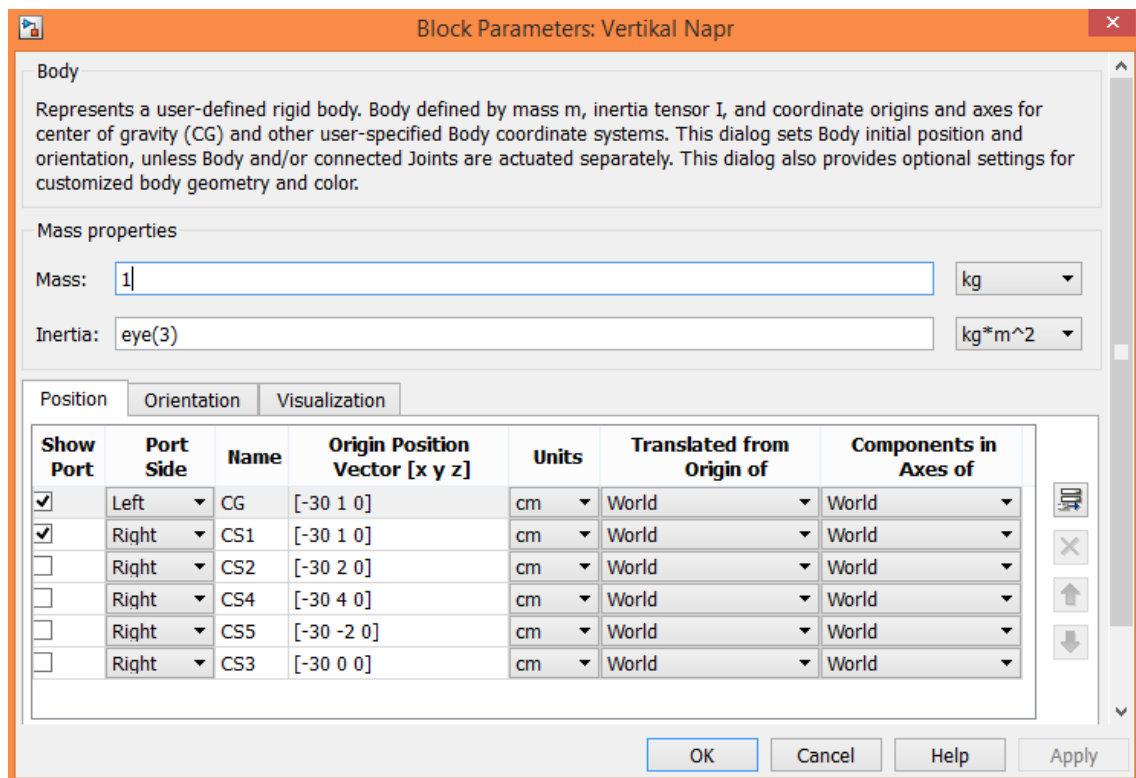 Block Parameters: Vertikal Napr
Body
Represents a user-defined rigid body. Body defined by mass m, inertia tensor I, and coordinate origins and axes for
center of gravity (CG) and other user-specified Body coordinate systems. This dialog sets Body initial position and
orientation, unless Body and/or connected Joints are actuated separately. This dialog also provides optional settings for
customized body geometry and color.
Mass properties
Mass: 1 kg
Inertia: eye(3) kg*m^2
Position Orientation Visualization
Show Port Port Side Name Origin Position Vector [x y z] Units Translated from Origin of Components in Axes of
Left CG [-30 1 0] cm World World
Right CS1 [-30 1 0] cm World World
Right CS2 [-30 2 0] cm World World
Right CS4 [-30 4 0] cm World World
Right CS5 [-30 -2 0] cm World World
Right CS3 [-30 0 0] cm World World
OK Cancel Help Apply